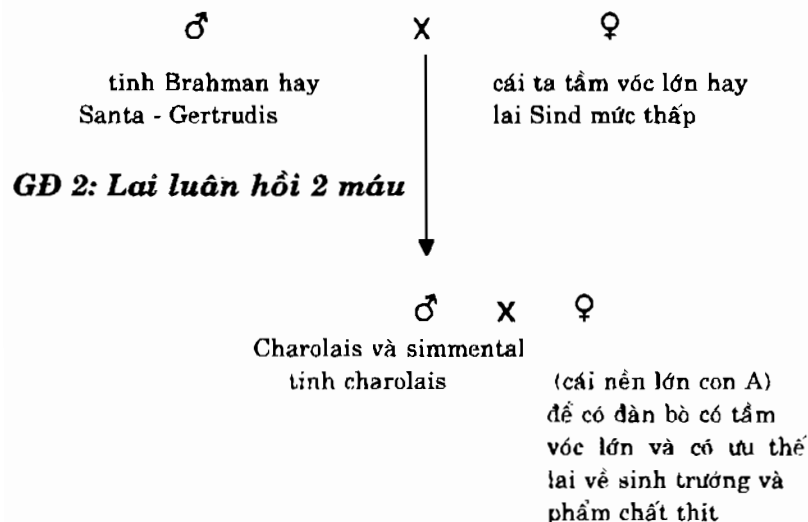 ♂ X ♀
tinh Brahman hay
Santa - Gertrudis
cái ta tầm vóc lớn hay
lai Sind mức thấp
GĐ 2: Lai luân hồi 2 máu
♂ X ♀
Charolais và simmental
tinh charolais
(cái nền lớn con A)
để có đàn bò có tầm
vóc lớn và có ưu thế
lai về sinh trưởng và
phẩm chất thịt